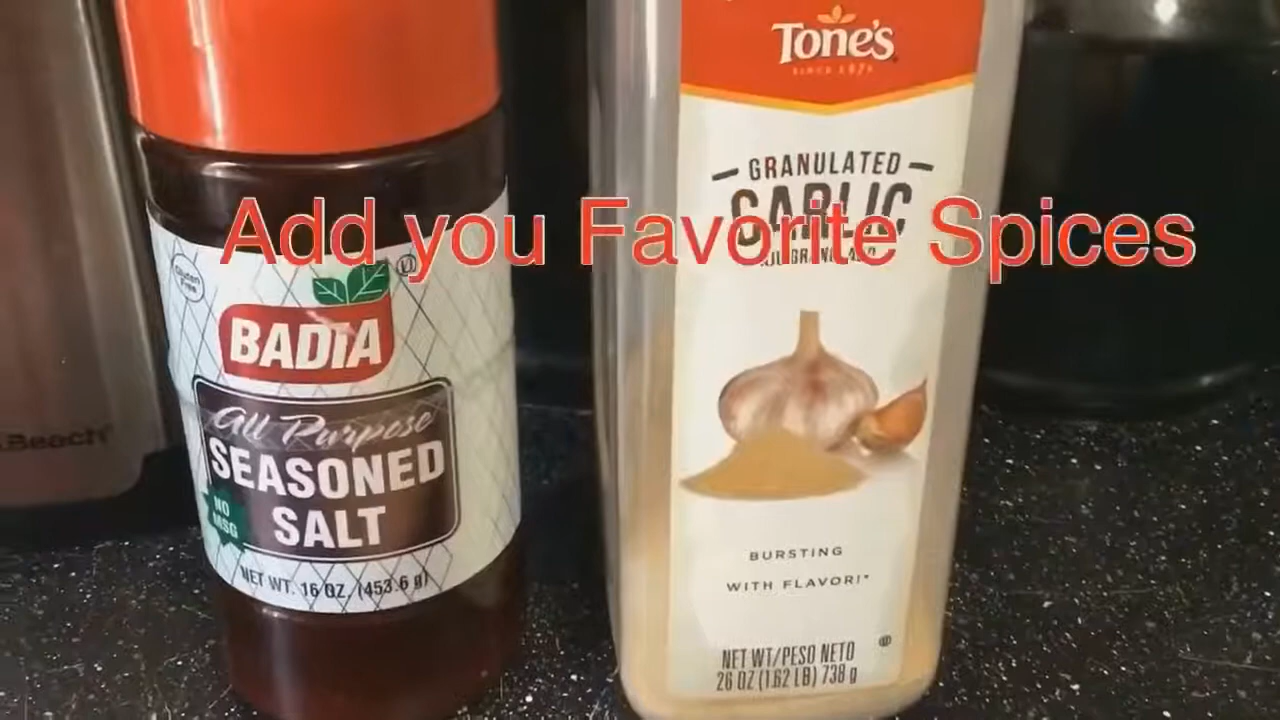 Tone's
SINCE 1873
GRANULATED
GARLIC
Add you Favorite Spices
Gluten
Free
BADIA
All Purpose
SEASONED
SALT
NO
MSG
NET WT. 16 OZ. (453.6 g)
BURSTING
WITH FLAVOR!*
NET WT/PESO NETO
26 OZ (1.62 LB) 738 g
Beach